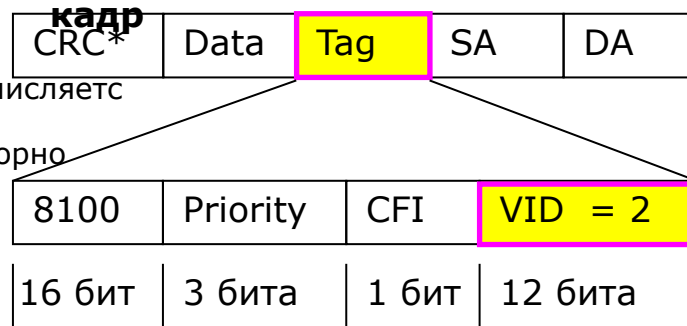 кадр
CRC* Data Tag SA DA
орно
8100 Priority CFI VID = 2
16 бит 3 бита 1 бит 12 бита